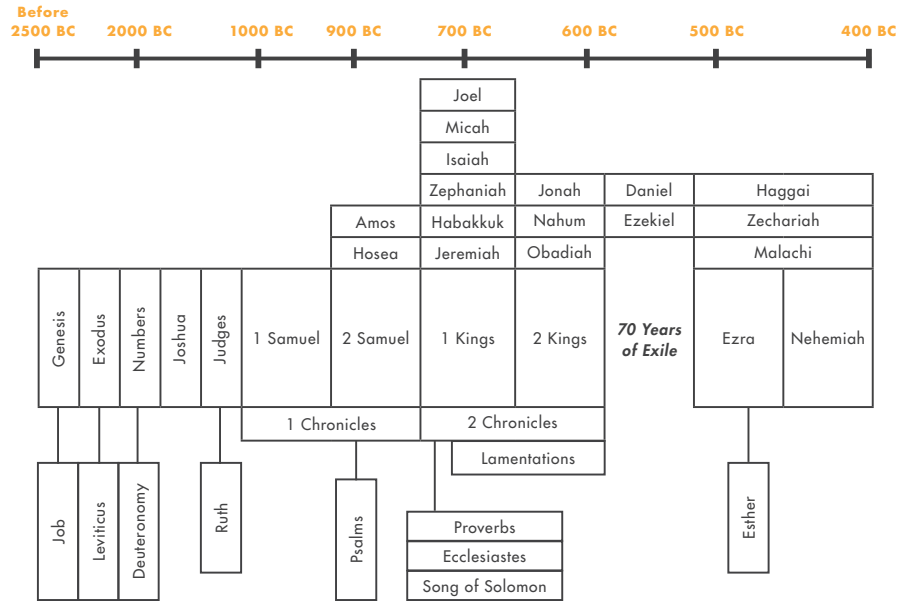 Before
2500 BC
2000 BC
1000 BC
900 BC
700 BC
600 BC
500 BC
400 BC
Joel
Micah
Isaiah
Zephaniah
Jonah
Daniel
Haggai
Amos
Habakkuk
Nahum
Ezekiel
Zechariah
Hosea
Jeremiah
Obadiah
Malachi
Genesis
Exodus
Numbers
Joshua
Judges
1 Samuel
2 Samuel
1 Kings
2 Kings
70 Years
of Exile
Ezra
Nehemiah
1 Chronicles
2 Chronicles
Lamentations
Job
Leviticus
Deuteronomy
Ruth
Psalms
Proverbs
Ecclesiastes
Song of Solomon
Esther